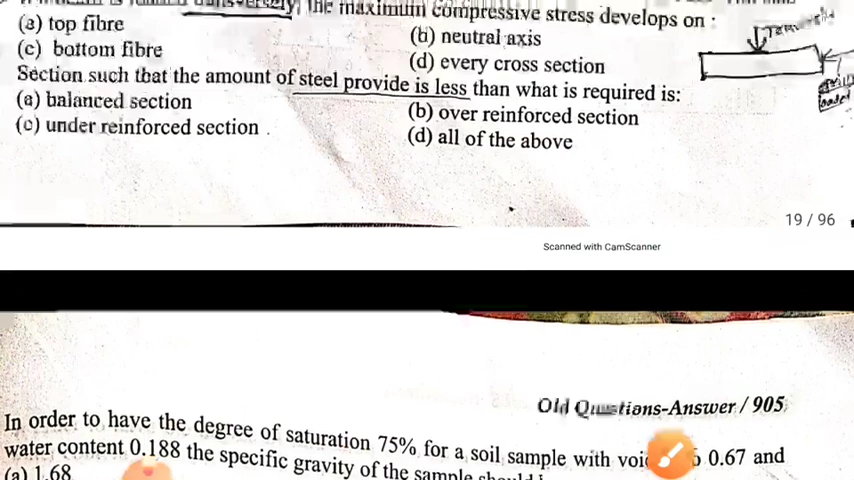 the maximum compressive stress develops on :
(a) top fibre
(b) neutral axis
(c) bottom fibre
(d) every cross section
Section such that the amount of steel provide is less than what is required is:
(a) balanced section
(b) over reinforced section
(c) under reinforced section .
(d) all of the above
19 / 96
Scanned with CamScanner
Old Questions-Answer / 905
In order to have the degree of saturation 75% for a soil sample with 0.67 and
water content 0.188 the specific gravity of the sample
(a) 1.68